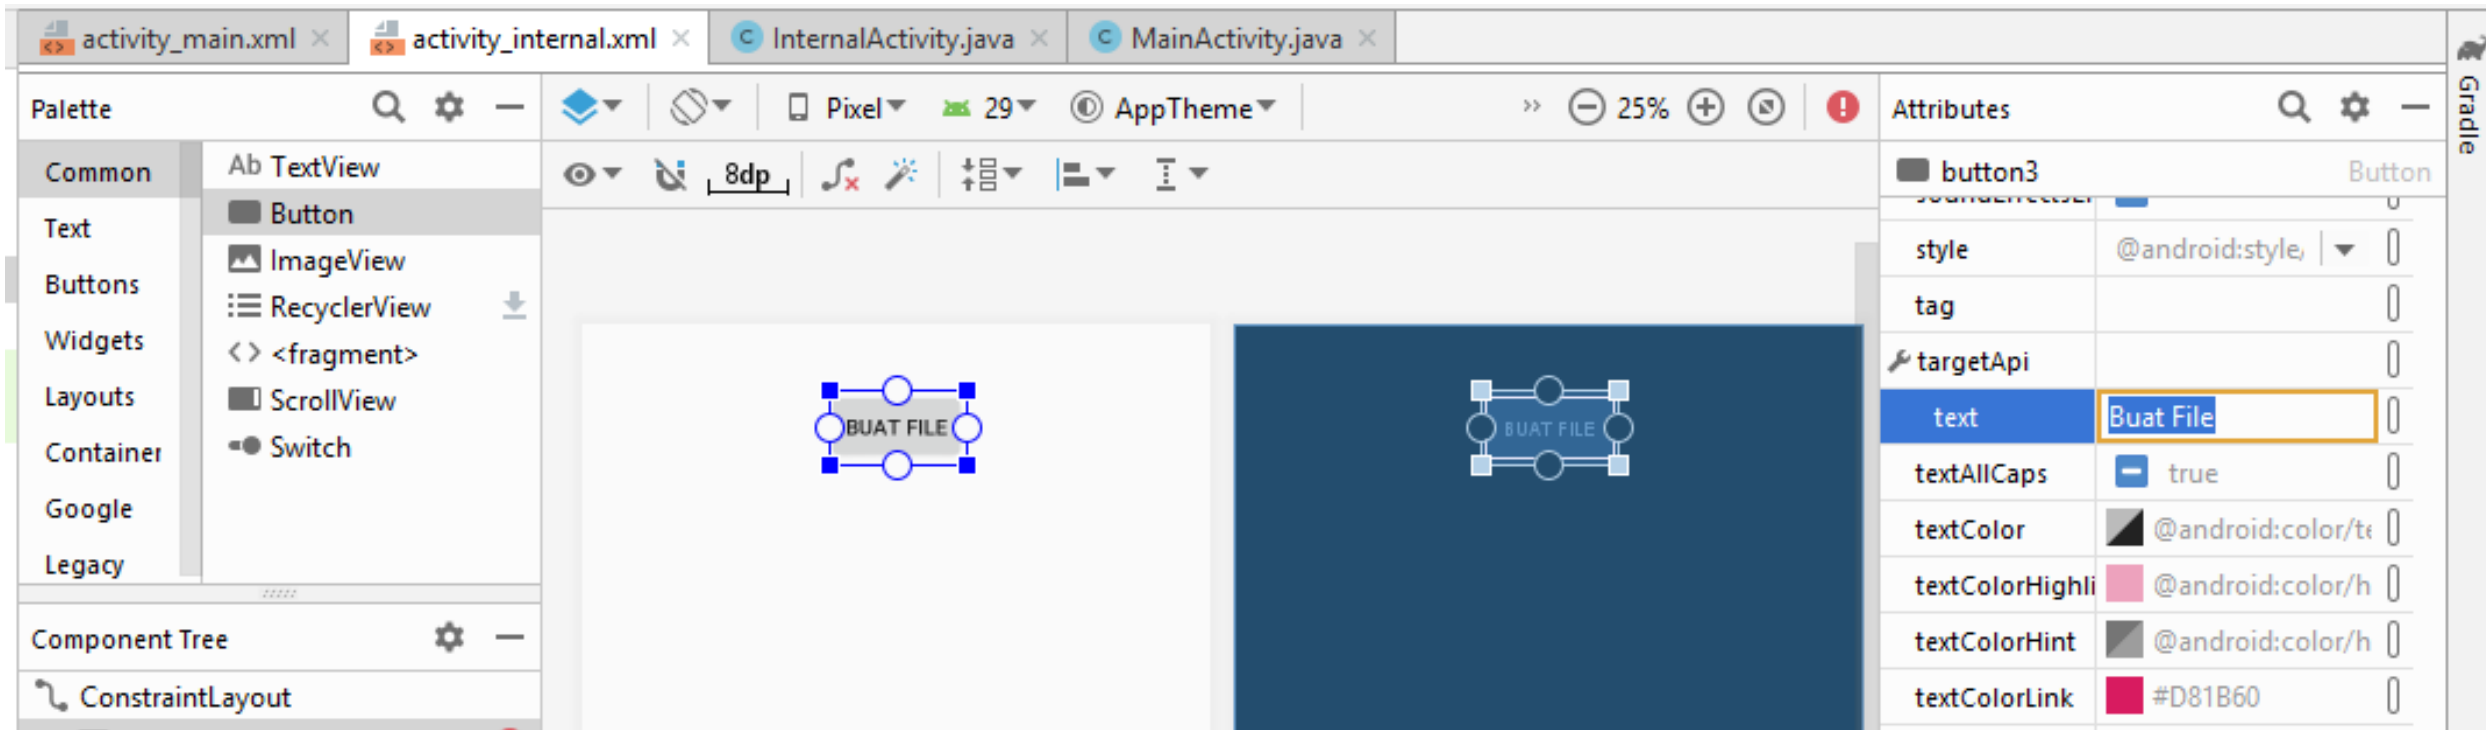 activity_main.xml
activity_internal.xml
InternalActivity.java
MainActivity.java
Gradle
Palette
Pixel
29
AppTheme
25%
Attributes
8dp
button3
Button
Common
Text
Buttons
Widgets
Layouts
Container
Google
Legacy
Ab TextView
Button
ImageView
RecyclerView
<fragment>
ScrollView
Switch
Component Tree
ConstraintLayout
BUAT FILE
BUAT FILE
style @android:style/
tag
targetApi
text Buat File
textAllCaps true
textColor @android:color/te
textColorHighli @android:color/h
textColorHint @android:color/h
textColorLink #D81B60